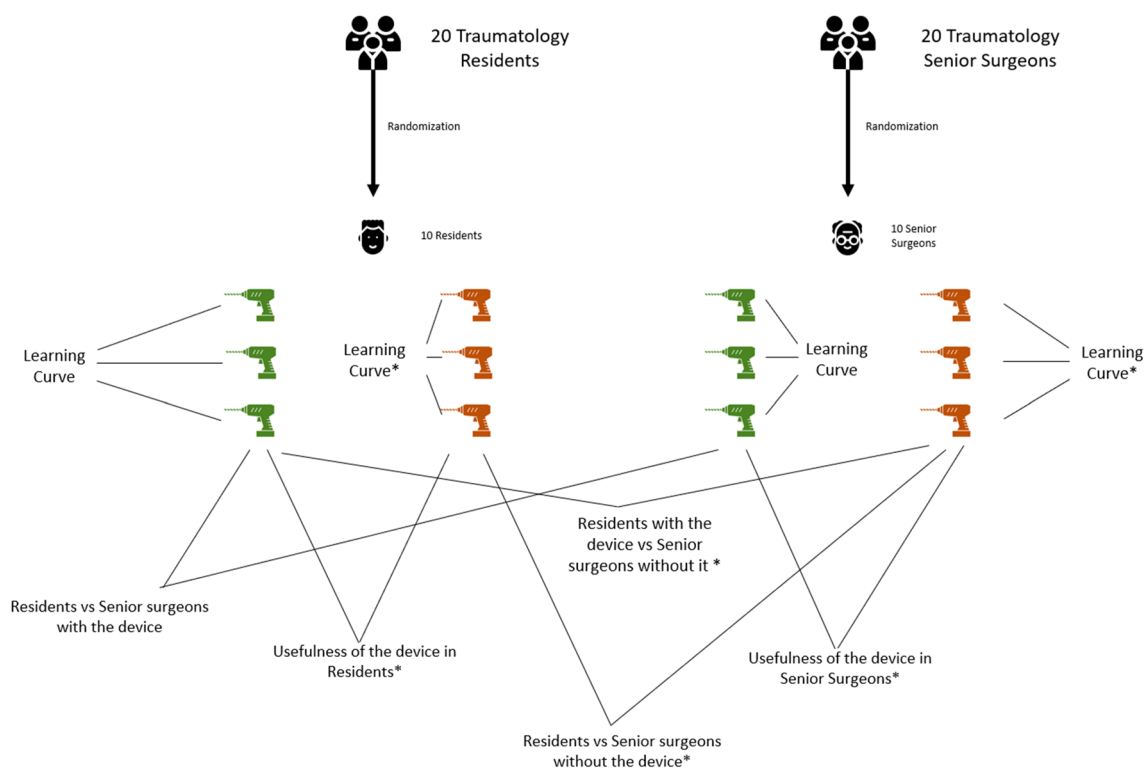 20 Traumatology
Residents
20 Traumatology
Senior Surgeons
Randomization
Randomization
10 Residents
10 Senior
Surgeons
Learning
Curve
Learning
Curve*
Learning
Curve
Learning
Curve*
Residents with the
device vs Senior
surgeons without it *
Residents vs Senior surgeons
with the device
Usefulness of the device in
Residents*
Usefulness of the device in
Senior Surgeons*
Residents vs Senior surgeons
without the device*